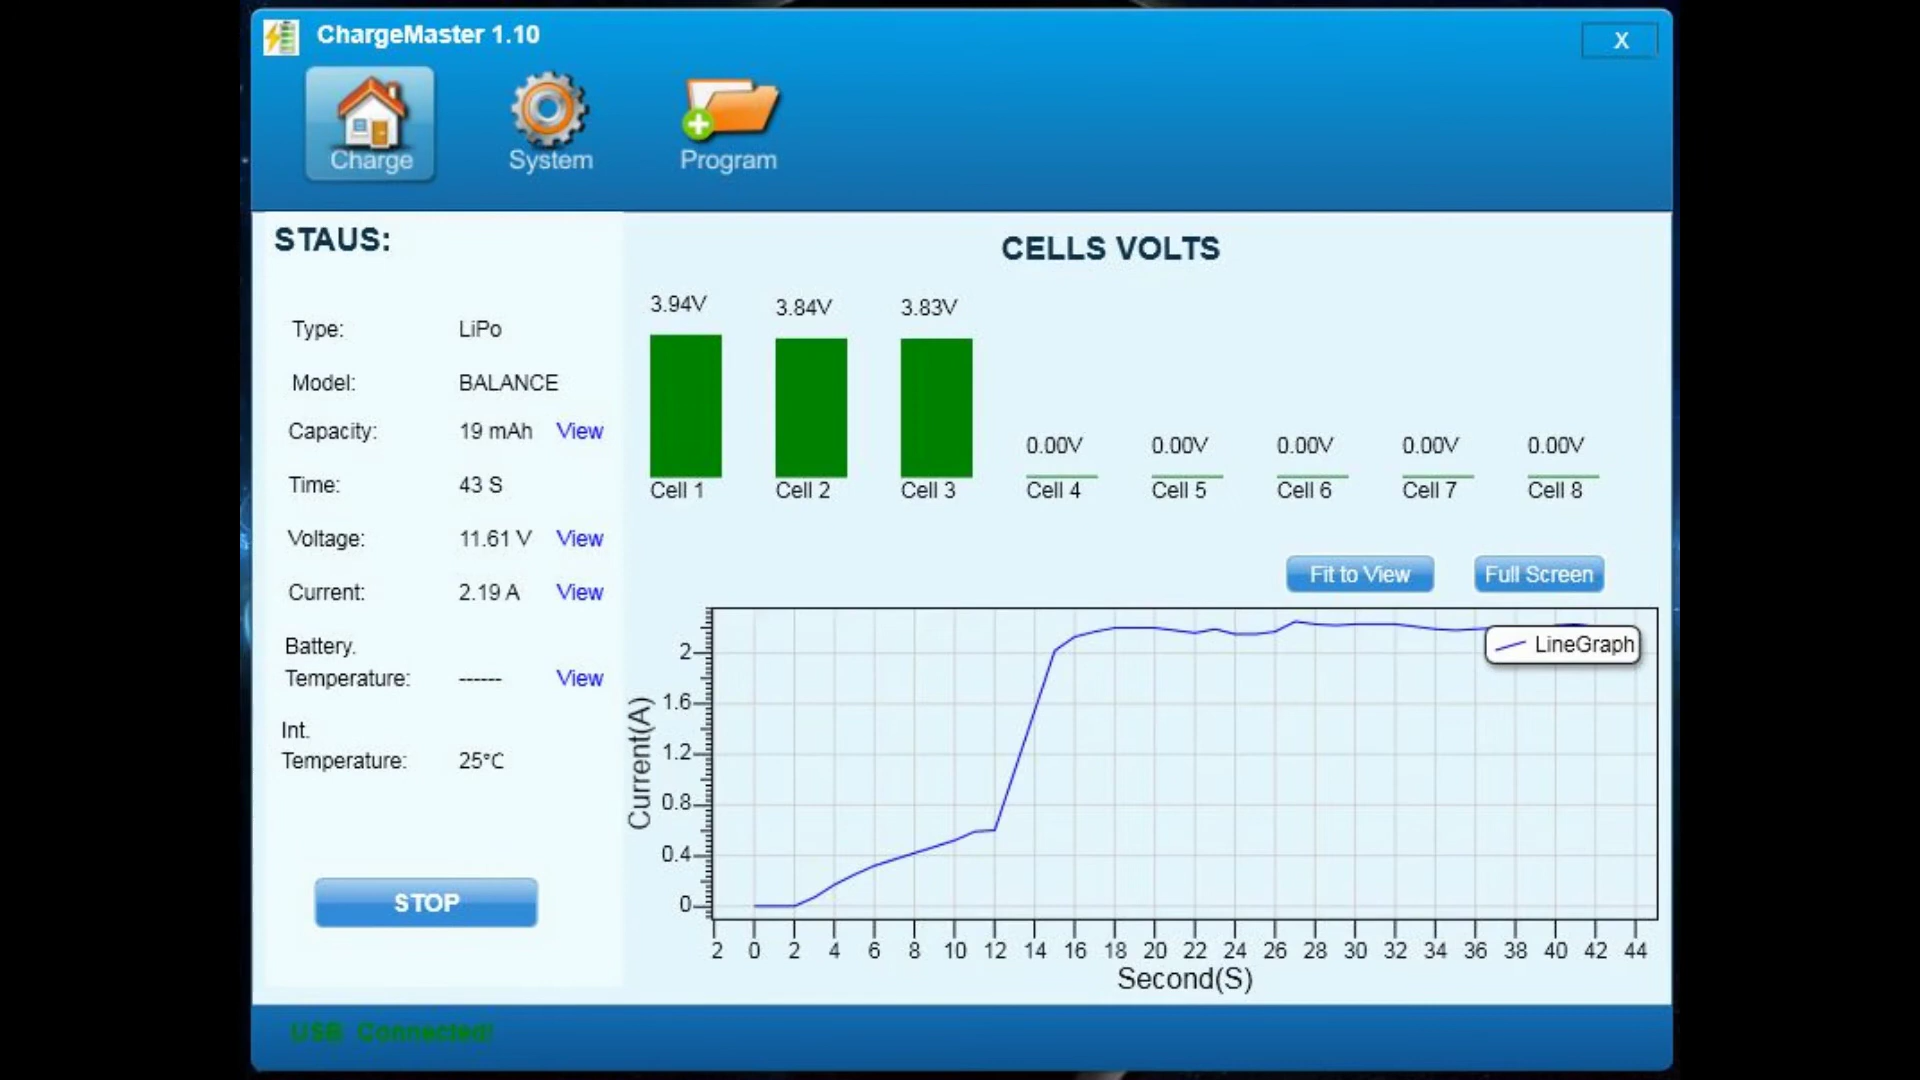 ChargeMaster 1.10
X
Charge System Program
STAUS:
Type: LiPo
Model: BALANCE
Capacity: 19 mAh View
Time: 43 S
Voltage: 11.61 V View
Current: 2.19 A View
Battery.
Temperature: ------ View
Int.
Temperature: 25°C
STOP
CELLS VOLTS
3.94V 3.84V 3.83V
0.00V 0.00V 0.00V 0.00V 0.00V
Cell 1 Cell 2 Cell 3 Cell 4 Cell 5 Cell 6 Cell 7 Cell 8
Fit to View Full Screen
LineGraph
Current(A)
2
1.6
1.2
0.8
0.4
0
2 0 2 4 6 8 10 12 14 16 18 20 22 24 26 28 30 32 34 36 38 40 42 44
Second(S)
USB Connected!